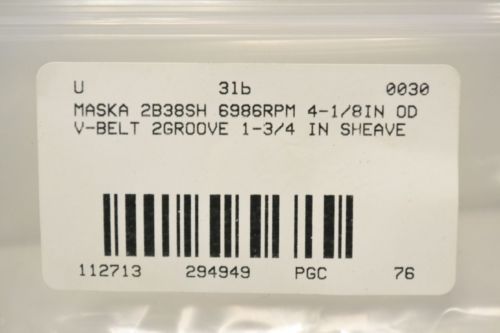 U 3lb 0030
MASKA 2B38SH 6986RPM 4-1/8IN OD
V-BELT 2GROOVE 1-3/4 IN SHEAVE
112713 294949 PGC 76